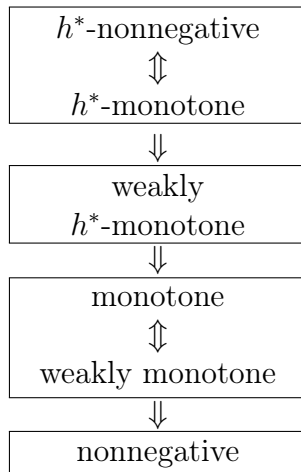 h*-nonnegative
⇕
h*-monotone
⇓
weakly
h*-monotone
⇓
monotone
⇕
weakly monotone
⇓
nonnegative